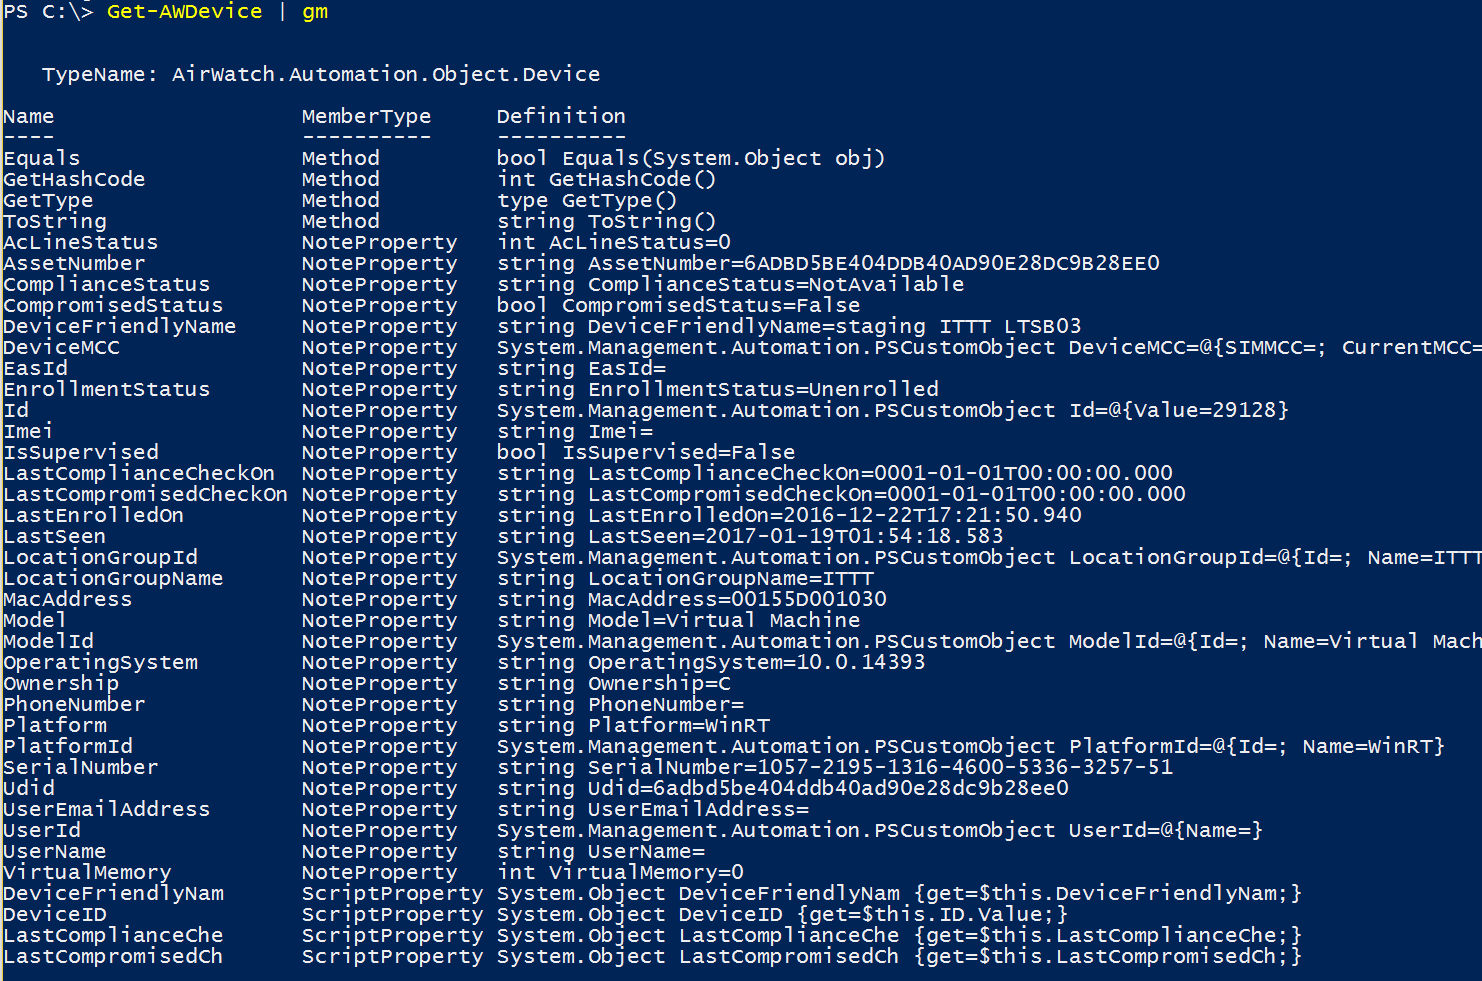 PS C:\> Get-AWDevice | gm
TypeName: AirWatch.Automation.Object.Device
Name MemberType Definition
---- ---------- ----------
Equals Method bool Equals(System.Object obj)
GetHashCode Method int GetHashCode()
GetType Method type GetType()
ToString Method string ToString()
AcLineStatus NoteProperty int AcLineStatus=0
AssetNumber NoteProperty string AssetNumber=6ADBD5BE404DDB40AD90E28DC9B28EE0
ComplianceStatus NoteProperty string ComplianceStatus=NotAvailable
CompromisedStatus NoteProperty bool CompromisedStatus=False
DeviceFriendlyName NoteProperty string DeviceFriendlyName=staging ITTT LTSB03
DeviceMCC NoteProperty System.Management.Automation.PSCustomObject DeviceMCC=@{SIMMCC=; CurrentMCC=
EasId NoteProperty string EasId=
EnrollmentStatus NoteProperty string EnrollmentStatus=Unenrolled
Id NoteProperty System.Management.Automation.PSCustomObject Id=@{Value=29128}
Imei NoteProperty string Imei=
IsSupervised NoteProperty bool IsSupervised=False
LastComplianceCheckOn NoteProperty string LastComplianceCheckOn=0001-01-01T00:00:00.000
LastCompromisedCheckOn NoteProperty string LastCompromisedCheckOn=0001-01-01T00:00:00.000
LastEnrolledOn NoteProperty string LastEnrolledOn=2016-12-22T17:21:50.940
LastSeen NoteProperty string LastSeen=2017-01-19T01:54:18.583
LocationGroupId NoteProperty System.Management.Automation.PSCustomObject LocationGroupId=@{Id=; Name=ITTT
LocationGroupName NoteProperty string LocationGroupName=ITTT
MacAddress NoteProperty string MacAddress=00155D001030
Model NoteProperty string Model=Virtual Machine
ModelId NoteProperty System.Management.Automation.PSCustomObject ModelId=@{Id=; Name=Virtual Mach
OperatingSystem NoteProperty string OperatingSystem=10.0.14393
Ownership NoteProperty string Ownership=C
PhoneNumber NoteProperty string PhoneNumber=
Platform NoteProperty string Platform=WinRT
PlatformId NoteProperty System.Management.Automation.PSCustomObject PlatformId=@{Id=; Name=WinRT}
SerialNumber NoteProperty string SerialNumber=1057-2195-1316-4600-5336-3257-51
Udid NoteProperty string Udid=6adbd5be404ddb40ad90e28dc9b28ee0
UserEmailAddress NoteProperty string UserEmailAddress=
UserId NoteProperty System.Management.Automation.PSCustomObject UserId=@{Name=}
UserName NoteProperty string UserName=
VirtualMemory NoteProperty int VirtualMemory=0
DeviceFriendlyNam ScriptProperty System.Object DeviceFriendlyNam {get=$this.DeviceFriendlyNam;}
DeviceID ScriptProperty System.Object DeviceID {get=$this.ID.Value;}
LastComplianceChe ScriptProperty System.Object LastComplianceChe {get=$this.LastComplianceChe;}
LastCompromisedCh ScriptProperty System.Object LastCompromisedCh {get=$this.LastCompromisedCh;}